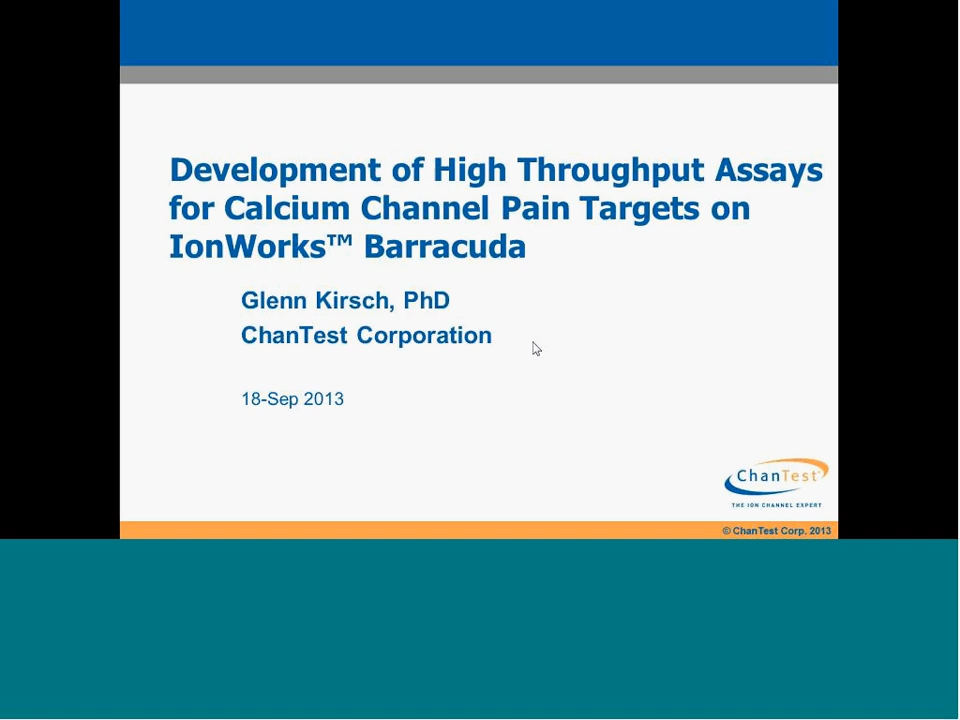 Development of High Throughput Assays
for Calcium Channel Pain Targets on
IonWorks™ Barracuda
Glenn Kirsch, PhD
ChanTest Corporation
18-Sep 2013
ChanTest
THE ION CHANNEL EXPERT
© ChanTest Corp. 2013